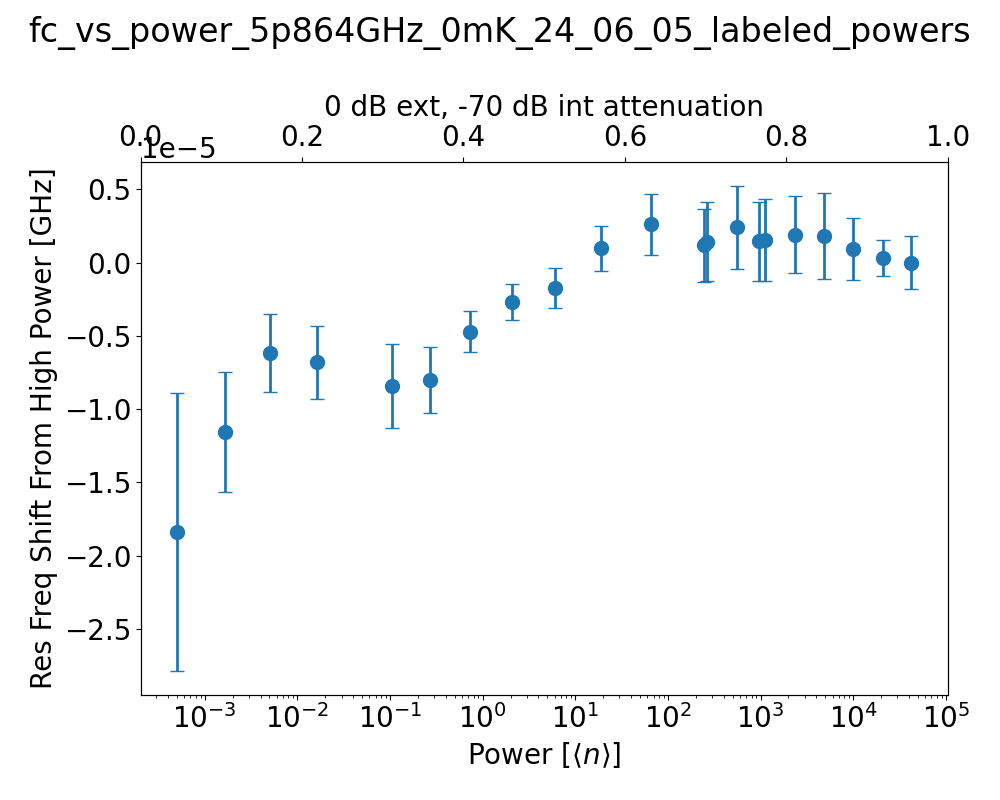 fc_vs_power_5p864GHz_0mK_24_06_05_labeled_powers
0 dB ext, -70 dB int attenuation
0.0 0.2 0.4 0.6 0.8 1.0
1e−5
Res Freq Shift From High Power [GHz]
0.5
0.0
−0.5
−1.0
−1.5
−2.0
−2.5
10⁻³ 10⁻² 10⁻¹ 10⁰ 10¹ 10² 10³ 10⁴ 10⁵
Power [⟨n⟩]